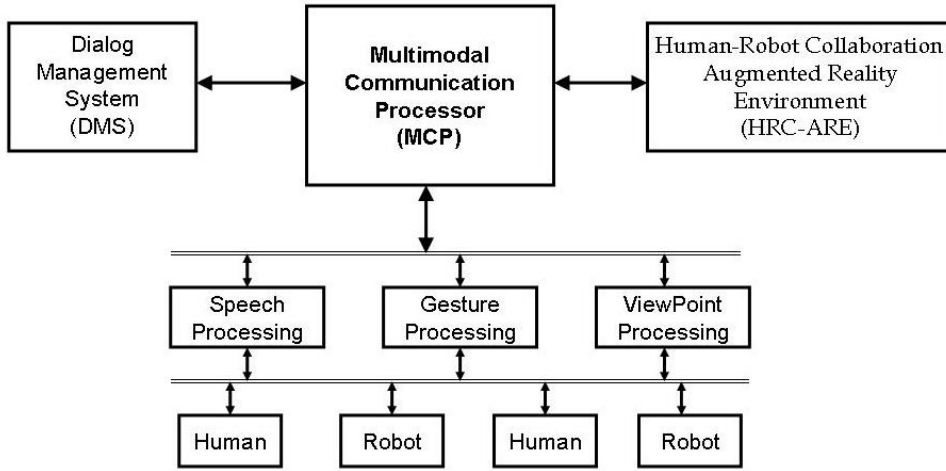 Dialog
Management
System
(DMS)
Multimodal
Communication
Processor
(MCP)
Human-Robot Collaboration
Augmented Reality
Environment
(HRC-ARE)
Speech
Processing
Gesture
Processing
ViewPoint
Processing
Human
Robot
Human
Robot